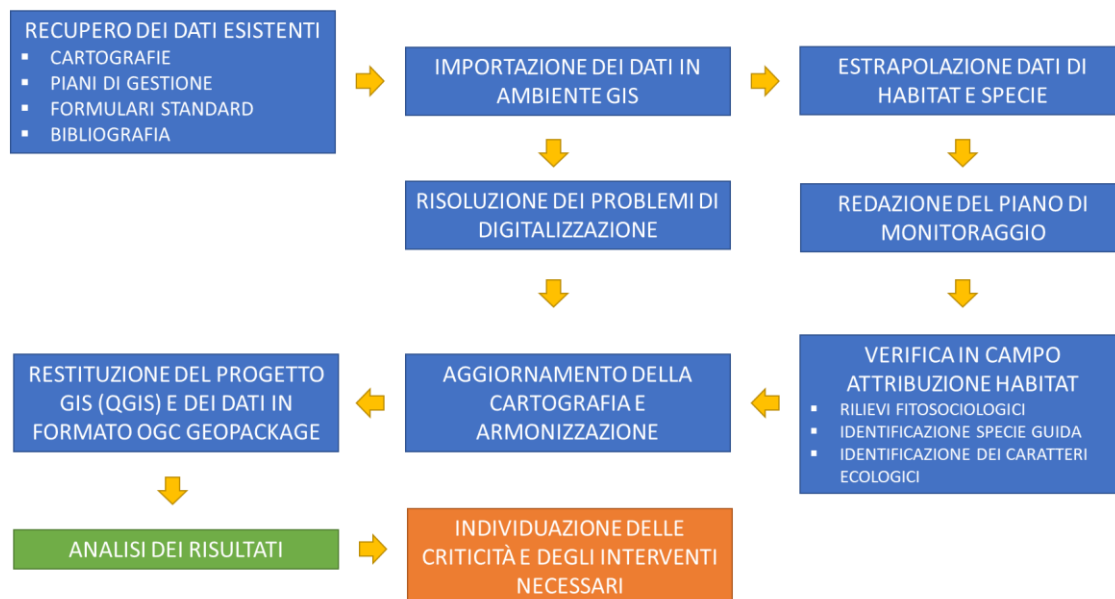 RECUPERO DEI DATI ESISTENTI
▪ CARTOGRAFIE
▪ PIANI DI GESTIONE
▪ FORMULARI STANDARD
▪ BIBLIOGRAFIA
IMPORTAZIONE DEI DATI IN
AMBIENTE GIS
ESTRAPOLAZIONE DATI DI
HABITAT E SPECIE
RISOLUZIONE DEI PROBLEMI DI
DIGITALIZZAZIONE
REDAZIONE DEL PIANO DI
MONITORAGGIO
RESTITUZIONE DEL PROGETTO
GIS (QGIS) E DEI DATI IN
FORMATO OGC GEOPACKAGE
AGGIORNAMENTO DELLA
CARTOGRAFIA E
ARMONIZZAZIONE
VERIFICA IN CAMPO
ATTRIBUZIONE HABITAT
▪ RILIEVI FITOSOCIOLOGICI
▪ IDENTIFICAZIONE SPECIE GUIDA
▪ IDENTIFICAZIONE DEI CARATTERI
ECOLOGICI
ANALISI DEI RISULTATI
INDIVIDUAZIONE DELLE
CRITICITÀ E DEGLI INTERVENTI
NECESSARI